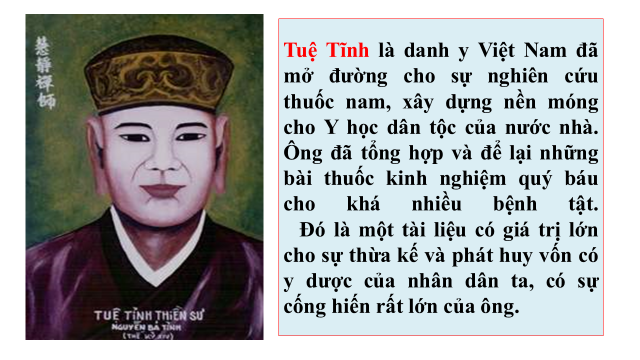 慧靜禪師
TUỆ TĨNH THIỀN SƯ
NGUYỄN BÁ TĨNH
(THẾ KỶ XIV)
Tuệ Tĩnh là danh y Việt Nam đã
mở đường cho sự nghiên cứu
thuốc nam, xây dựng nền móng
cho Y học dân tộc của nước nhà.
Ông đã tổng hợp và để lại những
bài thuốc kinh nghiệm quý báu
cho khá nhiều bệnh tật.
Đó là một tài liệu có giá trị lớn
cho sự thừa kế và phát huy vốn có
y dược của nhân dân ta, có sự
cống hiến rất lớn của ông.